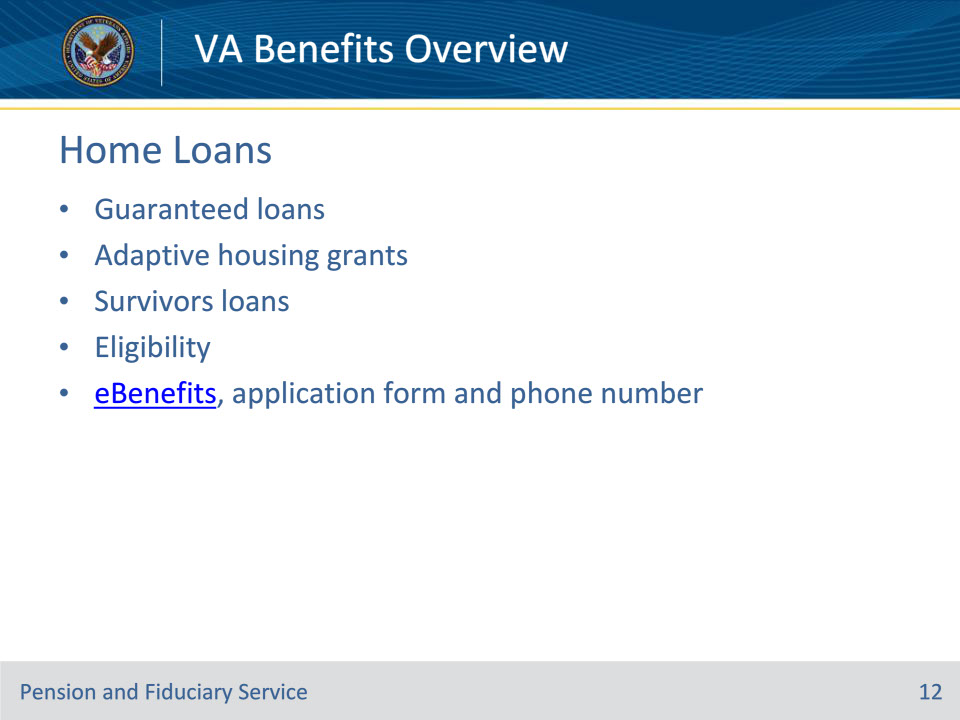 VA Benefits Overview
Home Loans
• Guaranteed loans
• Adaptive housing grants
• Survivors loans
• Eligibility
• eBenefits, application form and phone number
Pension and Fiduciary Service
12